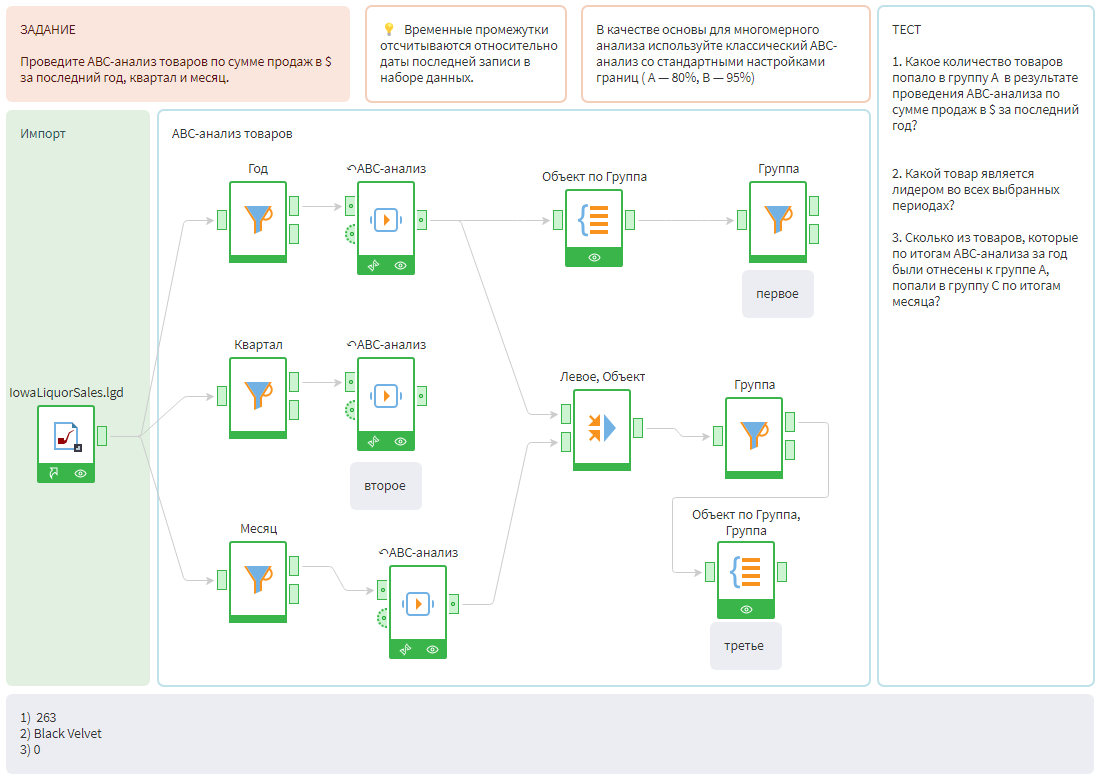 ЗАДАНИЕ
Проведите ABC-анализ товаров по сумме продаж в $
за последний год, квартал и месяц.
💡 Временные промежутки
отсчитываются относительно
даты последней записи в
наборе данных.
В качестве основы для многомерного
анализа используйте классический ABC-
анализ со стандартными настройками
границ ( A — 80%, B — 95%)
ТЕСТ
1. Какое количество товаров
попало в группу A в результате
проведения ABC-анализа по
сумме продаж в $ за последний
год?
2. Какой товар является
лидером во всех выбранных
периодах?
3. Сколько из товаров, которые
по итогам ABC-анализа за год
были отнесены к группе A,
попали в группу C по итогам
месяца?
Импорт
IowaLiquorSales.lgd
ABC-анализ товаров
Год
ABC-анализ
Объект по Группа
Группа
первое
Квартал
ABC-анализ
второе
Левое, Объект
Группа
Месяц
ABC-анализ
Объект по Группа,
Группа
третье
1) 263
2) Black Velvet
3) 0